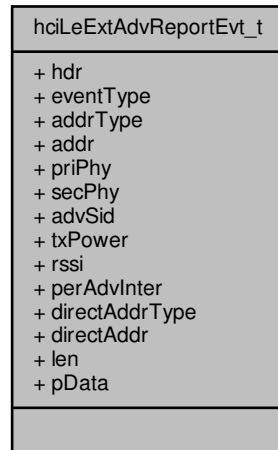 hciLeExtAdvReportEvt_t
+ hdr
+ eventType
+ addrType
+ addr
+ priPhy
+ secPhy
+ advSid
+ txPower
+ rssi
+ perAdvInter
+ directAddrType
+ directAddr
+ len
+ pData